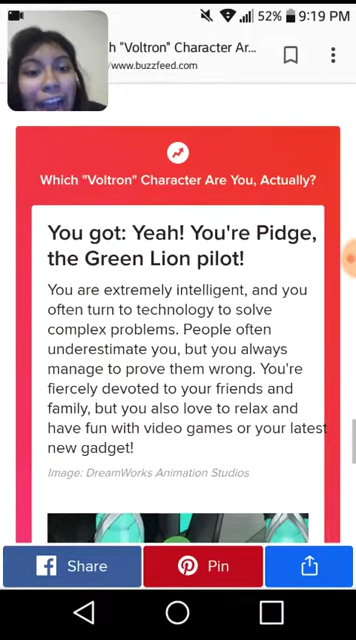 52% 9:19 PM
h "Voltron" Character Ar...
/www.buzzfeed.com
Which "Voltron" Character Are You, Actually?
You got: Yeah! You're Pidge,
the Green Lion pilot!
You are extremely intelligent, and you
often turn to technology to solve
complex problems. People often
underestimate you, but you always
manage to prove them wrong. You're
fiercely devoted to your friends and
family, but you also love to relax and
have fun with video games or your latest
new gadget!
Image: DreamWorks Animation Studios
Share
Pin